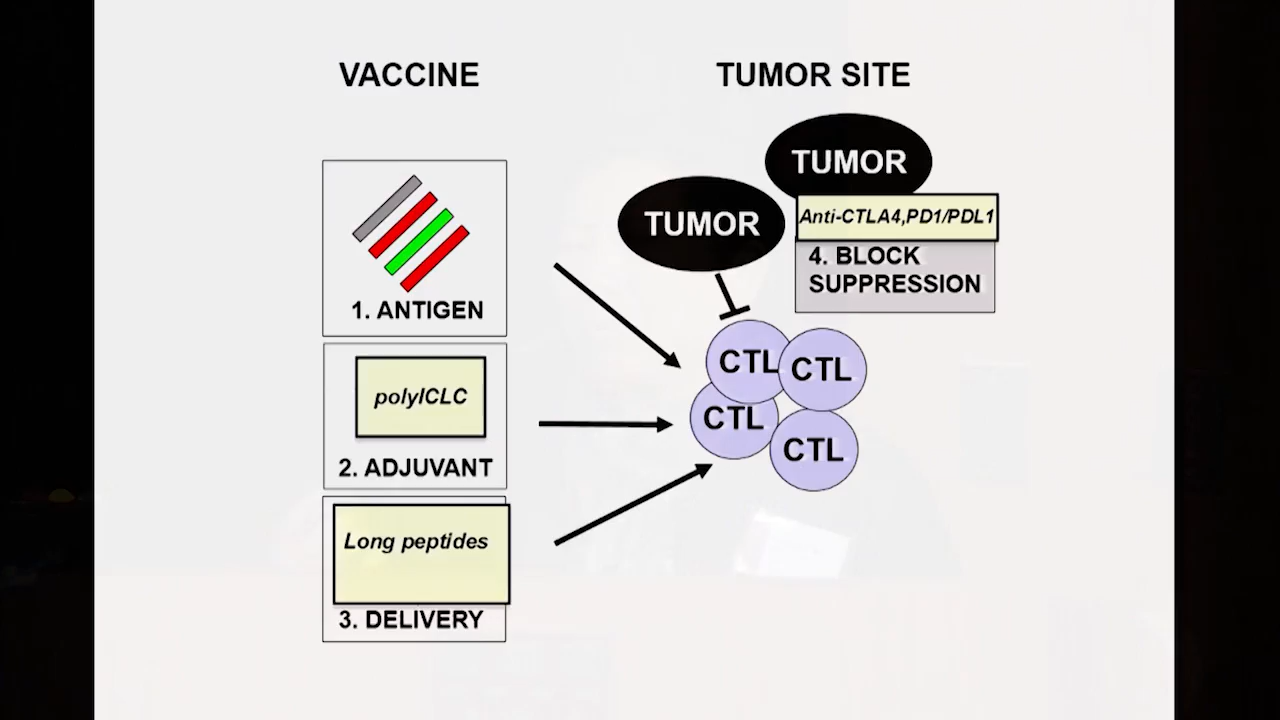 VACCINE
TUMOR SITE
1. ANTIGEN
polyICLC
2. ADJUVANT
Long peptides
3. DELIVERY
TUMOR
TUMOR
Anti-CTLA4,PD1/PDL1
4. BLOCK
SUPPRESSION
CTL
CTL
CTL
CTL